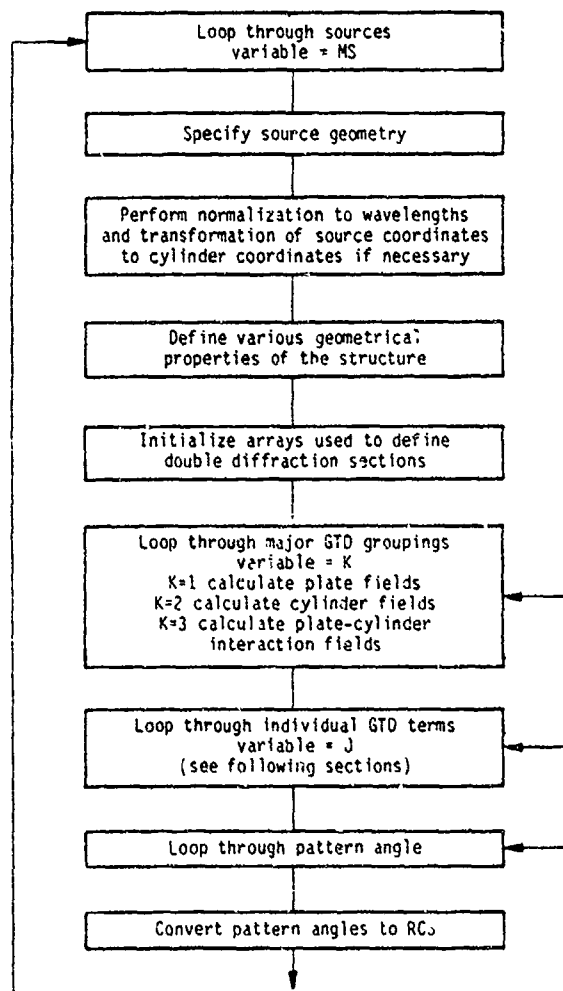 Loop through sources
variable = MS
Specify source geometry
Perform normalization to wavelengths
and transformation of source coordinates
to cylinder coordinates if necessary
Define various geometrical
properties of the structure
Initialize arrays used to define
double diffraction sections
Loop through major GTD groupings
variable = K
K=1 calculate plate fields
K=2 calculate cylinder fields
K=3 calculate plate-cylinder
interaction fields
Loop through individual GTD terms
variable = J
(see following sections)
Loop through pattern angle
Convert pattern angles to RCS